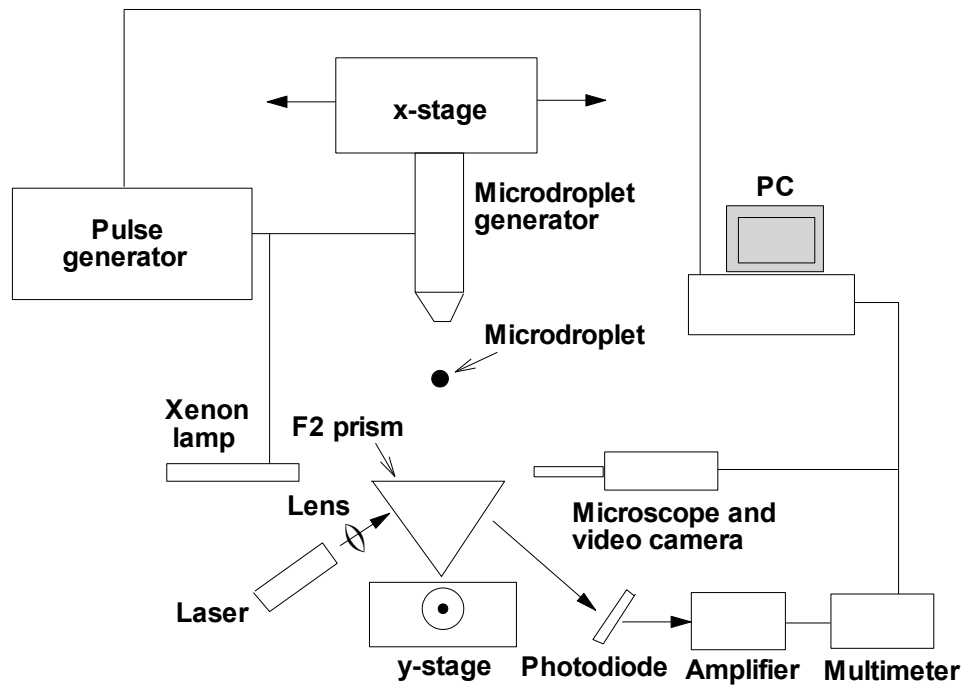 x-stage
PC
Microdroplet
generator
Pulse
generator
Microdroplet
Xenon
lamp
F2 prism
Lens
Microscope and
video camera
Laser
y-stage
Photodiode
Amplifier
Multimeter